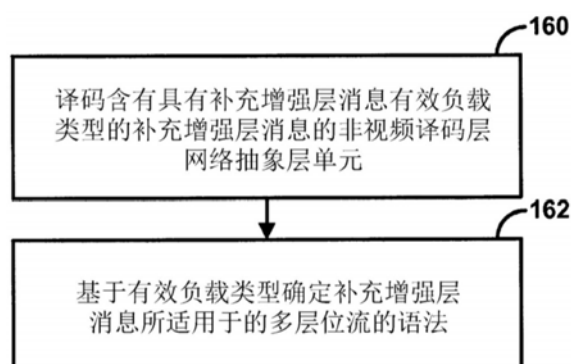 160
译码含有具有补充增强层消息有效负载
类型的补充增强层消息的非视频译码层
网络抽象层单元
162
基于有效负载类型确定补充增强层
消息所适用于的多层位流的语法